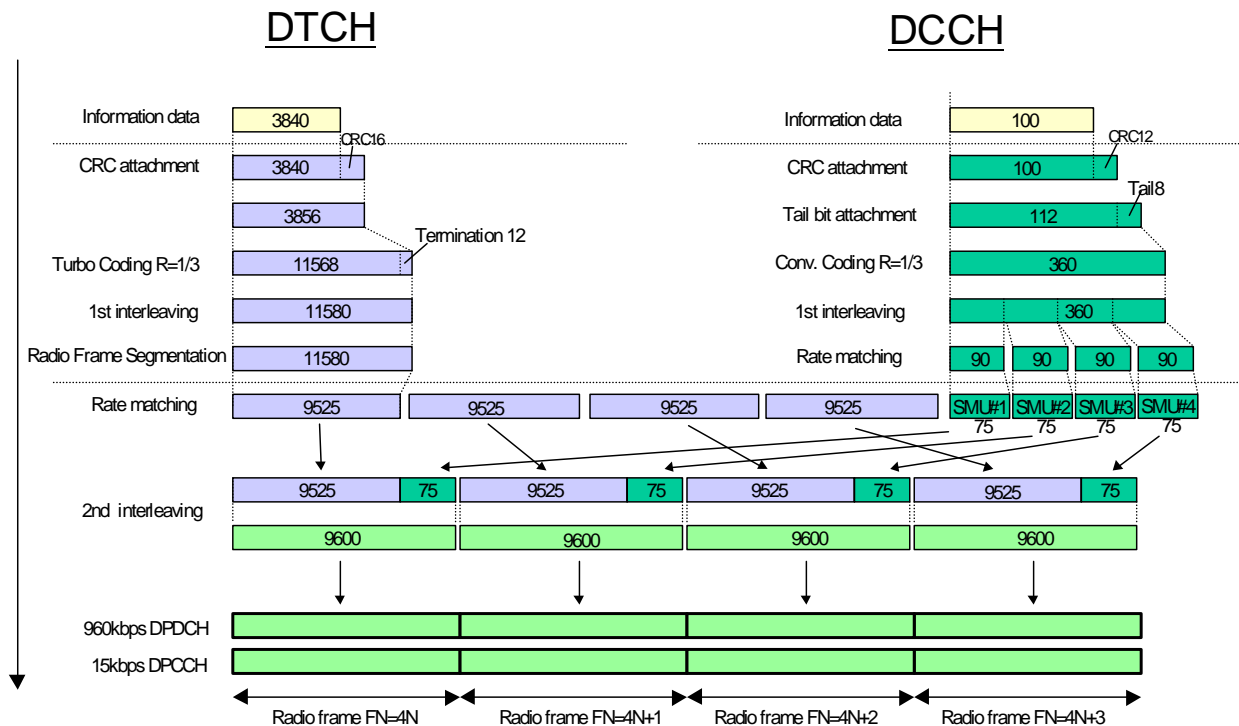 DTCH
DCCH
Information data
3840
Information data
100
CRC16
CRC12
CRC attachment
3840
CRC attachment
100
Tail8
3856
Tail bit attachment
112
Termination 12
Turbo Coding R=1/3
11568
Conv. Coding R=1/3
360
1st interleaving
11580
1st interleaving
360
Radio Frame Segmentation
11580
Rate matching
90
90
90
90
Rate matching
9525
9525
9525
9525
SMU#1
SMU#2
SMU#3
SMU#4
75
75
75
75
2nd interleaving
9525
75
9525
75
9525
75
9525
75
9600
9600
9600
9600
960kbps DPDCH
15kbps DPCCH
Radio frame FN=4N
Radio frame FN=4N+1
Radio frame FN=4N+2
Radio frame FN=4N+3